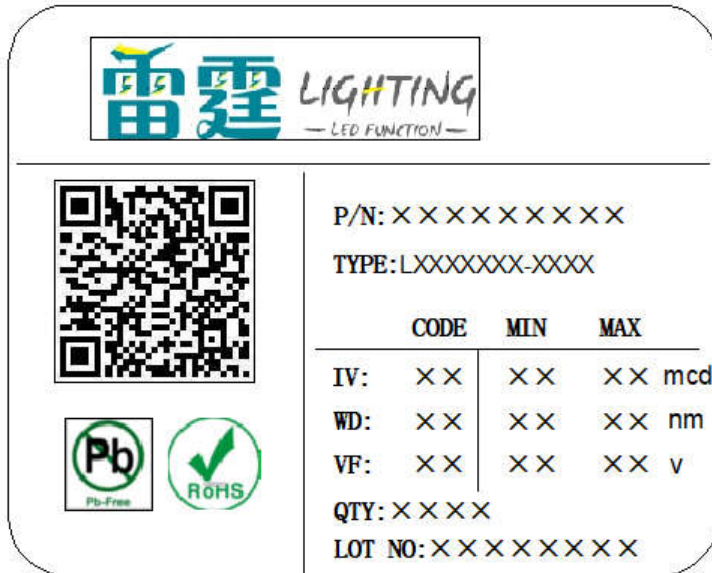 雷霆 LIGHTING
— LED FUNCTION —
P/N: ×××××××××
TYPE:LXXXXXXX-XXXX
CODE MIN MAX
IV: ×× ×× ×× mcd
WD: ×× ×× ×× nm
VF: ×× ×× ×× v
QTY: ××××
LOT NO: ××××××××
Pb
Pb-Free
RoHS